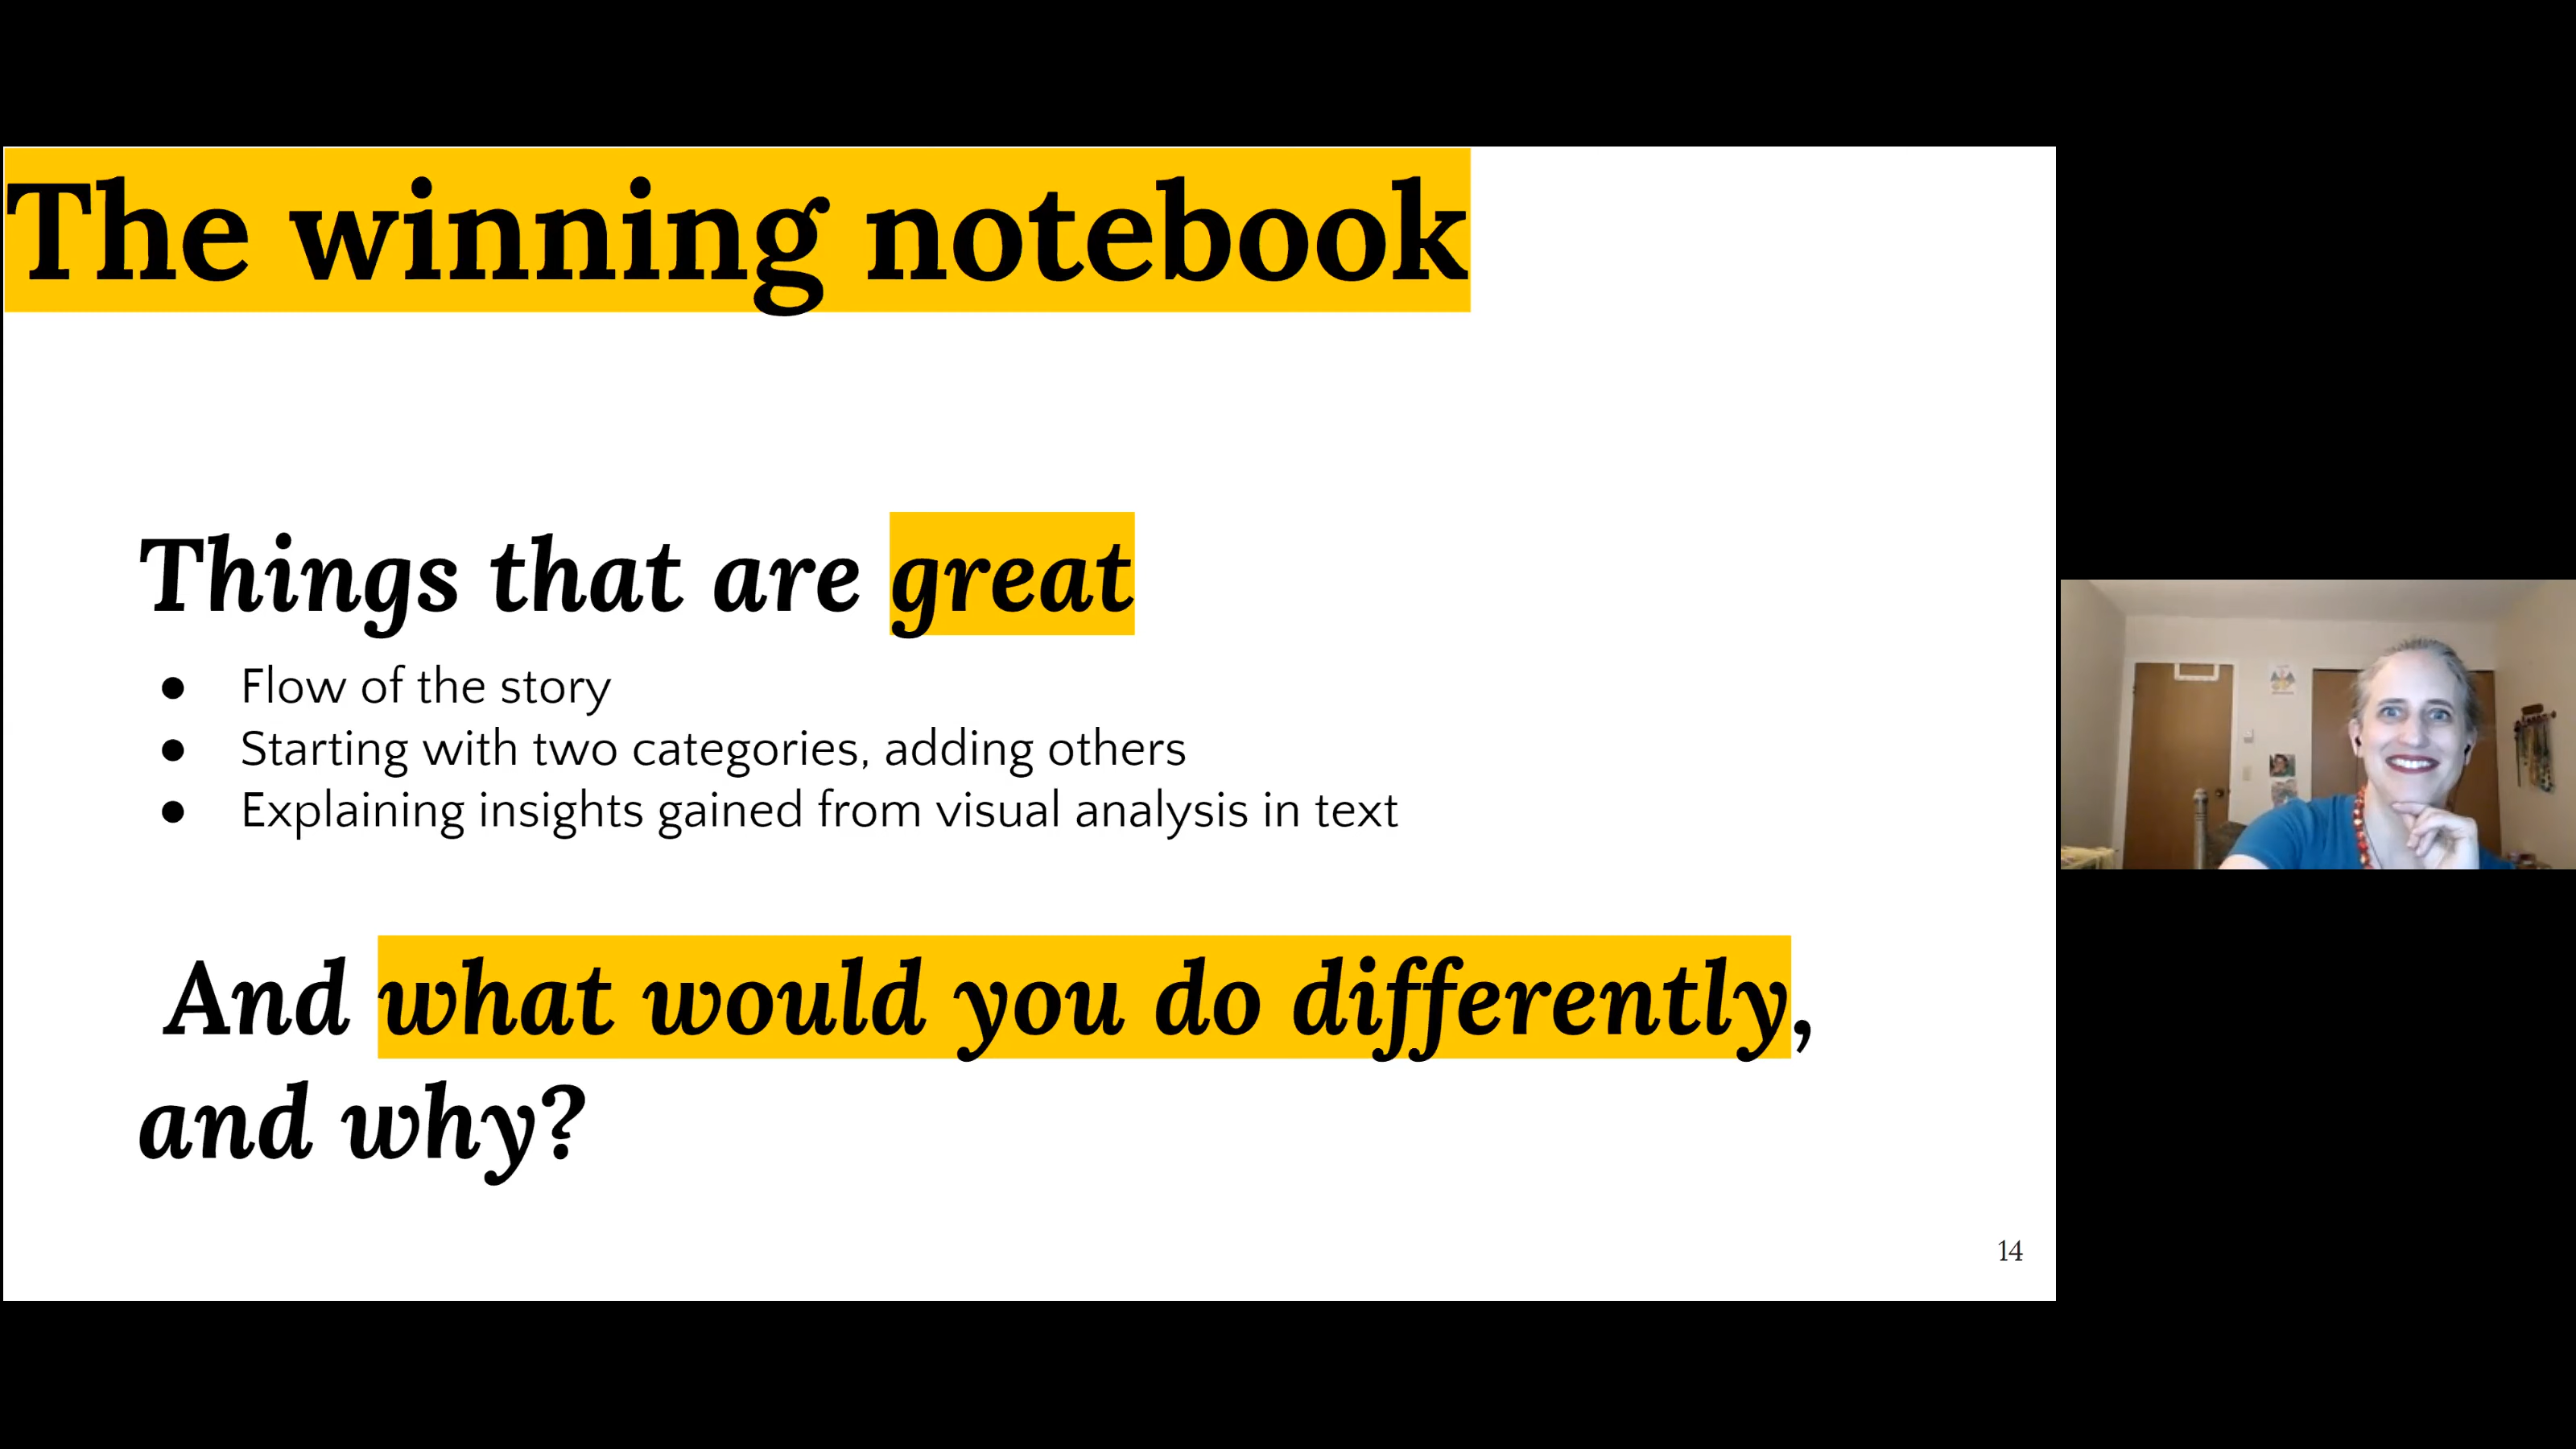 The winning notebook
Things that are great
● Flow of the story
● Starting with two categories, adding others
● Explaining insights gained from visual analysis in text
And what would you do differently,
and why?
14